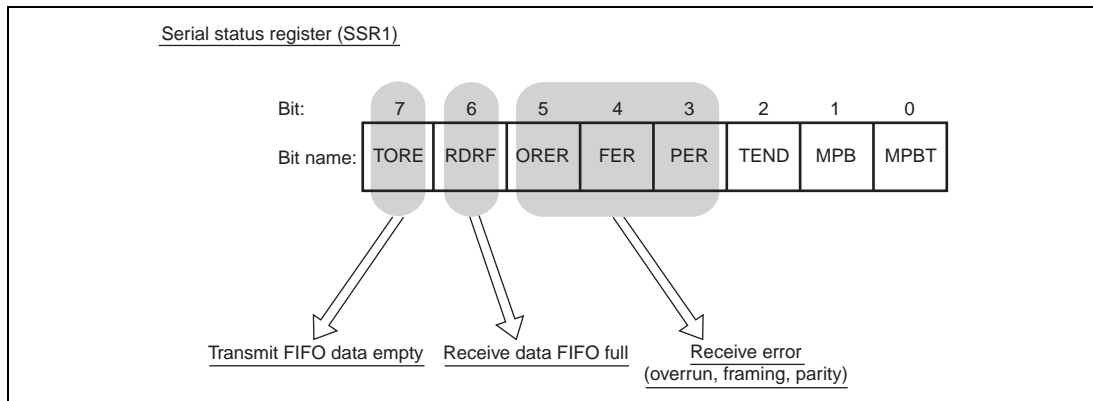 Serial status register (SSR1)
Bit: 7 6 5 4 3 2 1 0
Bit name: TORE RDRF ORER FER PER TEND MPB MPBT
Transmit FIFO data empty Receive data FIFO full Receive error
(overrun, framing, parity)